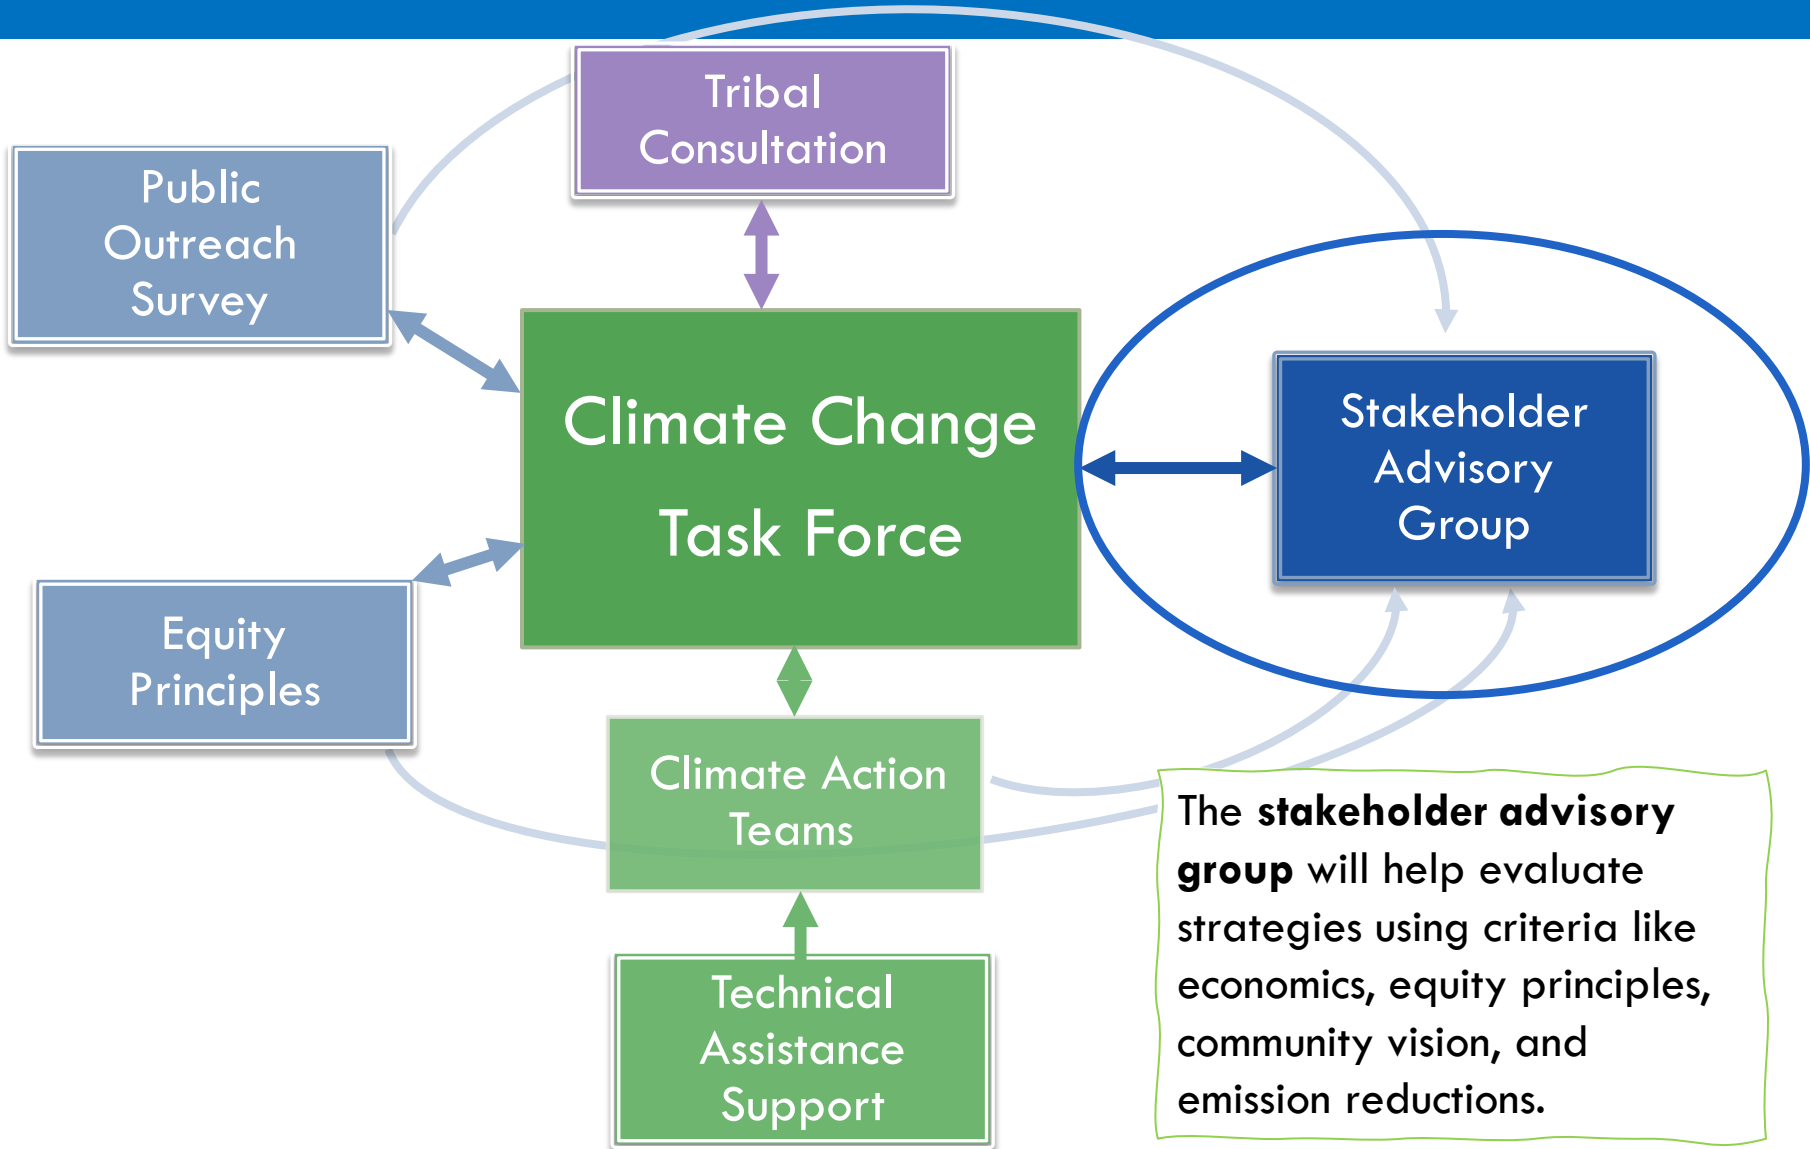 Tribal
Consultation
Public
Outreach
Survey
Climate Change
Task Force
Stakeholder
Advisory
Group
Equity
Principles
Climate Action
Teams
Technical
Assistance
Support
The stakeholder advisory
group will help evaluate
strategies using criteria like
economics, equity principles,
community vision, and
emission reductions.